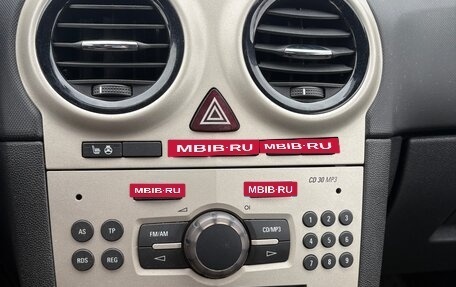 MBIB·RU MBIB·RU
CD 30 MP3
MBIB·RU MBIB·RU
AS TP FM/AM CD/MP3 1 2 3
4 5 6
RDS REG 7 8 9
0